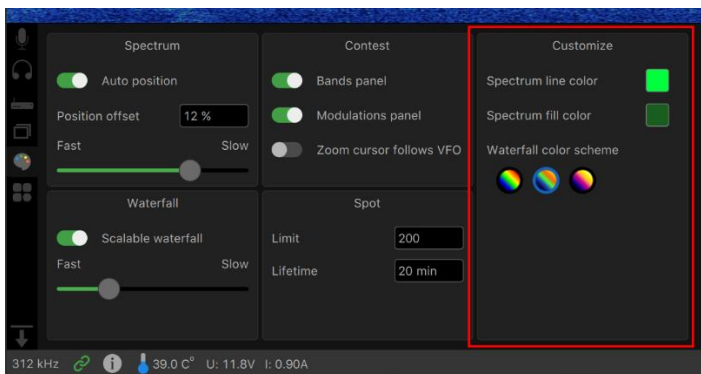 Spectrum
Auto position
Position offset 12 %
Fast Slow
Waterfall
Scalable waterfall
Fast Slow
Contest
Bands panel
Modulations panel
Zoom cursor follows VFO
Spot
Limit 200
Lifetime 20 min
Customize
Spectrum line color
Spectrum fill color
Waterfall color scheme
312 kHz i 39.0 C° U: 11.8V I: 0.90A